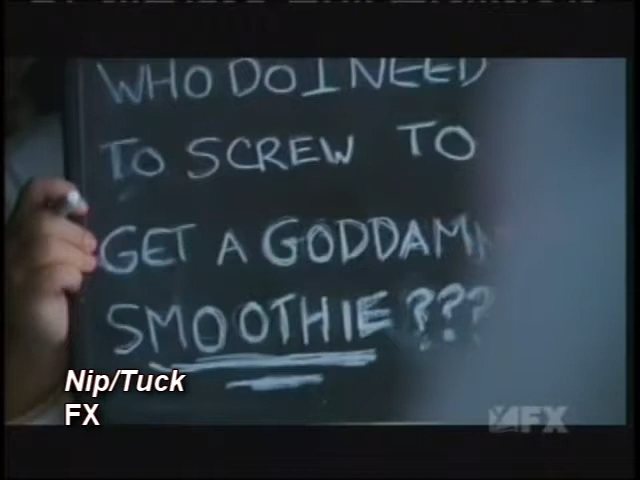 WHO DO I NEED
TO SCREW TO
GET A GODDAMN
SMOOTHIE???
Nip/Tuck
FX
FX